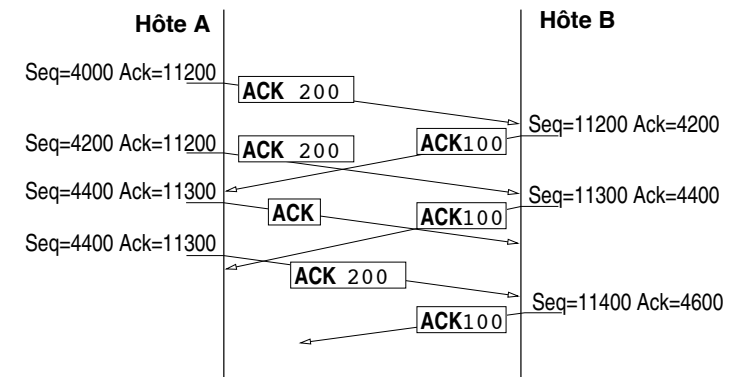 Hôte A
Hôte B
Seq=4000 Ack=11200
ACK 200
Seq=11200 Ack=4200
ACK100
Seq=4200 Ack=11200
ACK 200
Seq=4400 Ack=11300
Seq=11300 Ack=4400
ACK
ACK100
Seq=4400 Ack=11300
ACK 200
Seq=11400 Ack=4600
ACK100